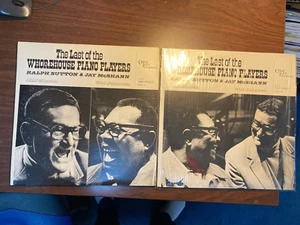 The Last of the
WHOREHOUSE PIANO PLAYERS
RALPH SUTTON & JAY McSHANN
The Last of the
WHOREHOUSE PIANO PLAYERS
SUTTON & JAY McSHANN